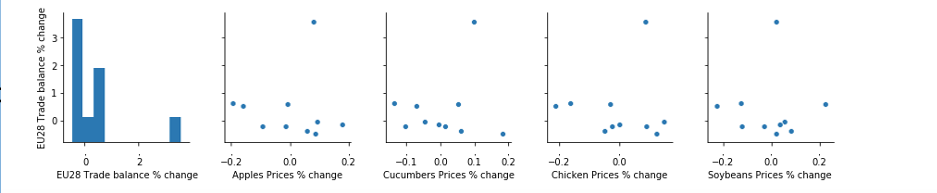 EU28 Trade balance % change
3
2
1
0
0 2
−0.2 0.0 0.2
−0.1 0.0 0.1 0.2
−0.2 0.0
−0.2 0.0 0.2
EU28 Trade balance % change
Apples Prices % change
Cucumbers Prices % change
Chicken Prices % change
Soybeans Prices % change